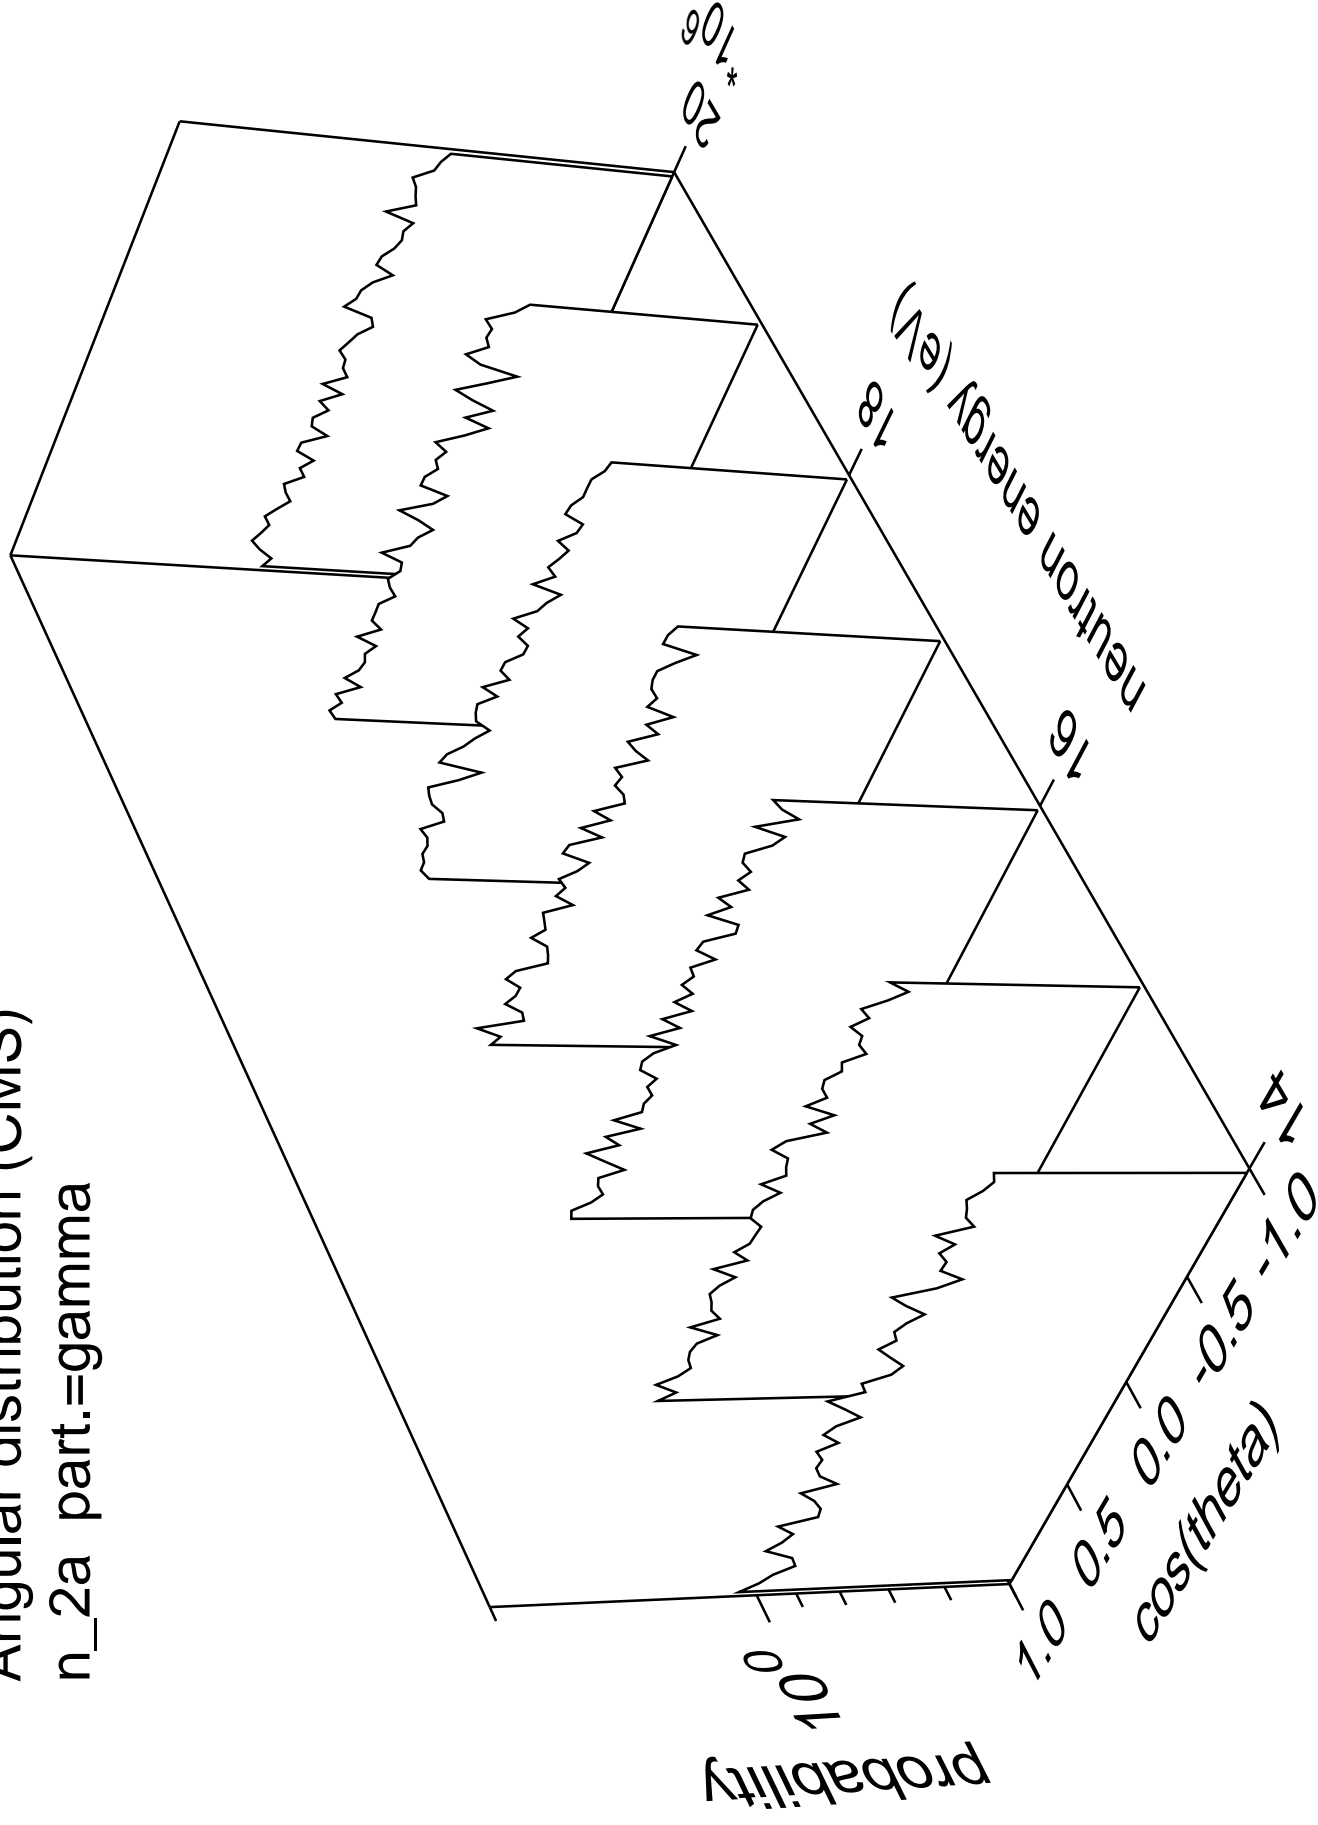 Angular distribution (CMS)
n_2a part.=gamma
probability
10^0
1.0 0.5 0.0 -0.5 -1.0
cos(theta)
14 16 18 20
*10^6
neutron energy (eV)